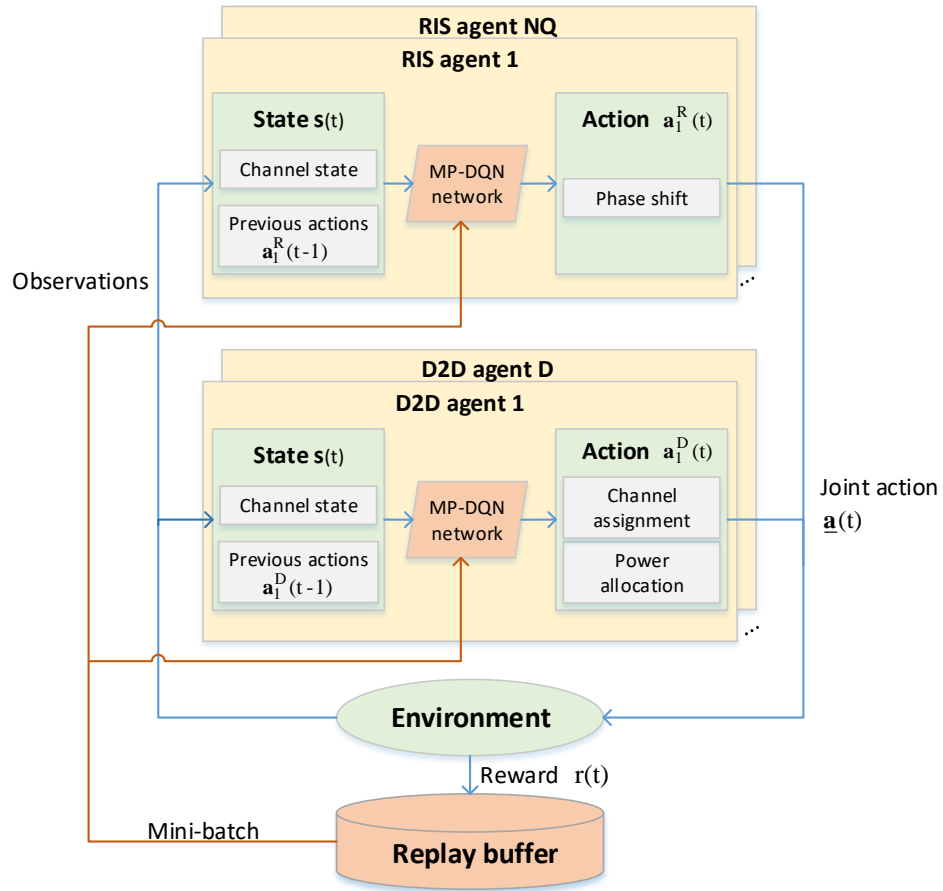 RIS agent NQ
RIS agent 1
State s(t)
Channel state
Previous actions
a₁ᴿ(t-1)
MP-DQN
network
Action a₁ᴿ(t)
Phase shift
...
Observations
D2D agent D
D2D agent 1
State s(t)
Channel state
Previous actions
a₁ᴰ(t-1)
MP-DQN
network
Action a₁ᴰ(t)
Channel
assignment
Power
allocation
...
Joint action
a(t)
Environment
Reward r(t)
Mini-batch
Replay buffer